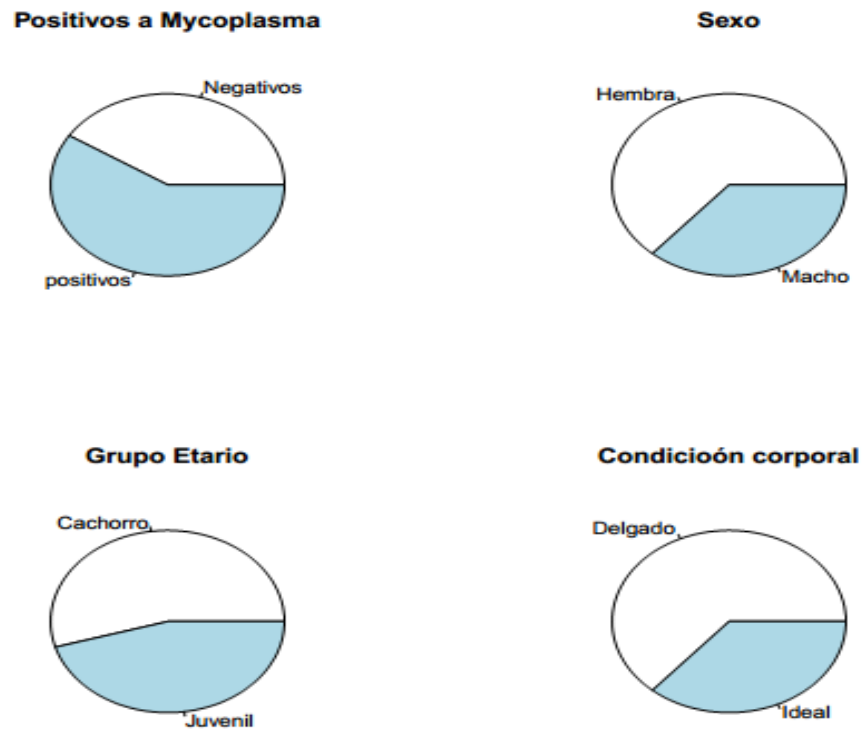 Positivos a Mycoplasma
Negativos
positivos
Sexo
Hembra
Macho
Grupo Etario
Cachorro
Juvenil
Condicioón corporal
Delgado
Ideal